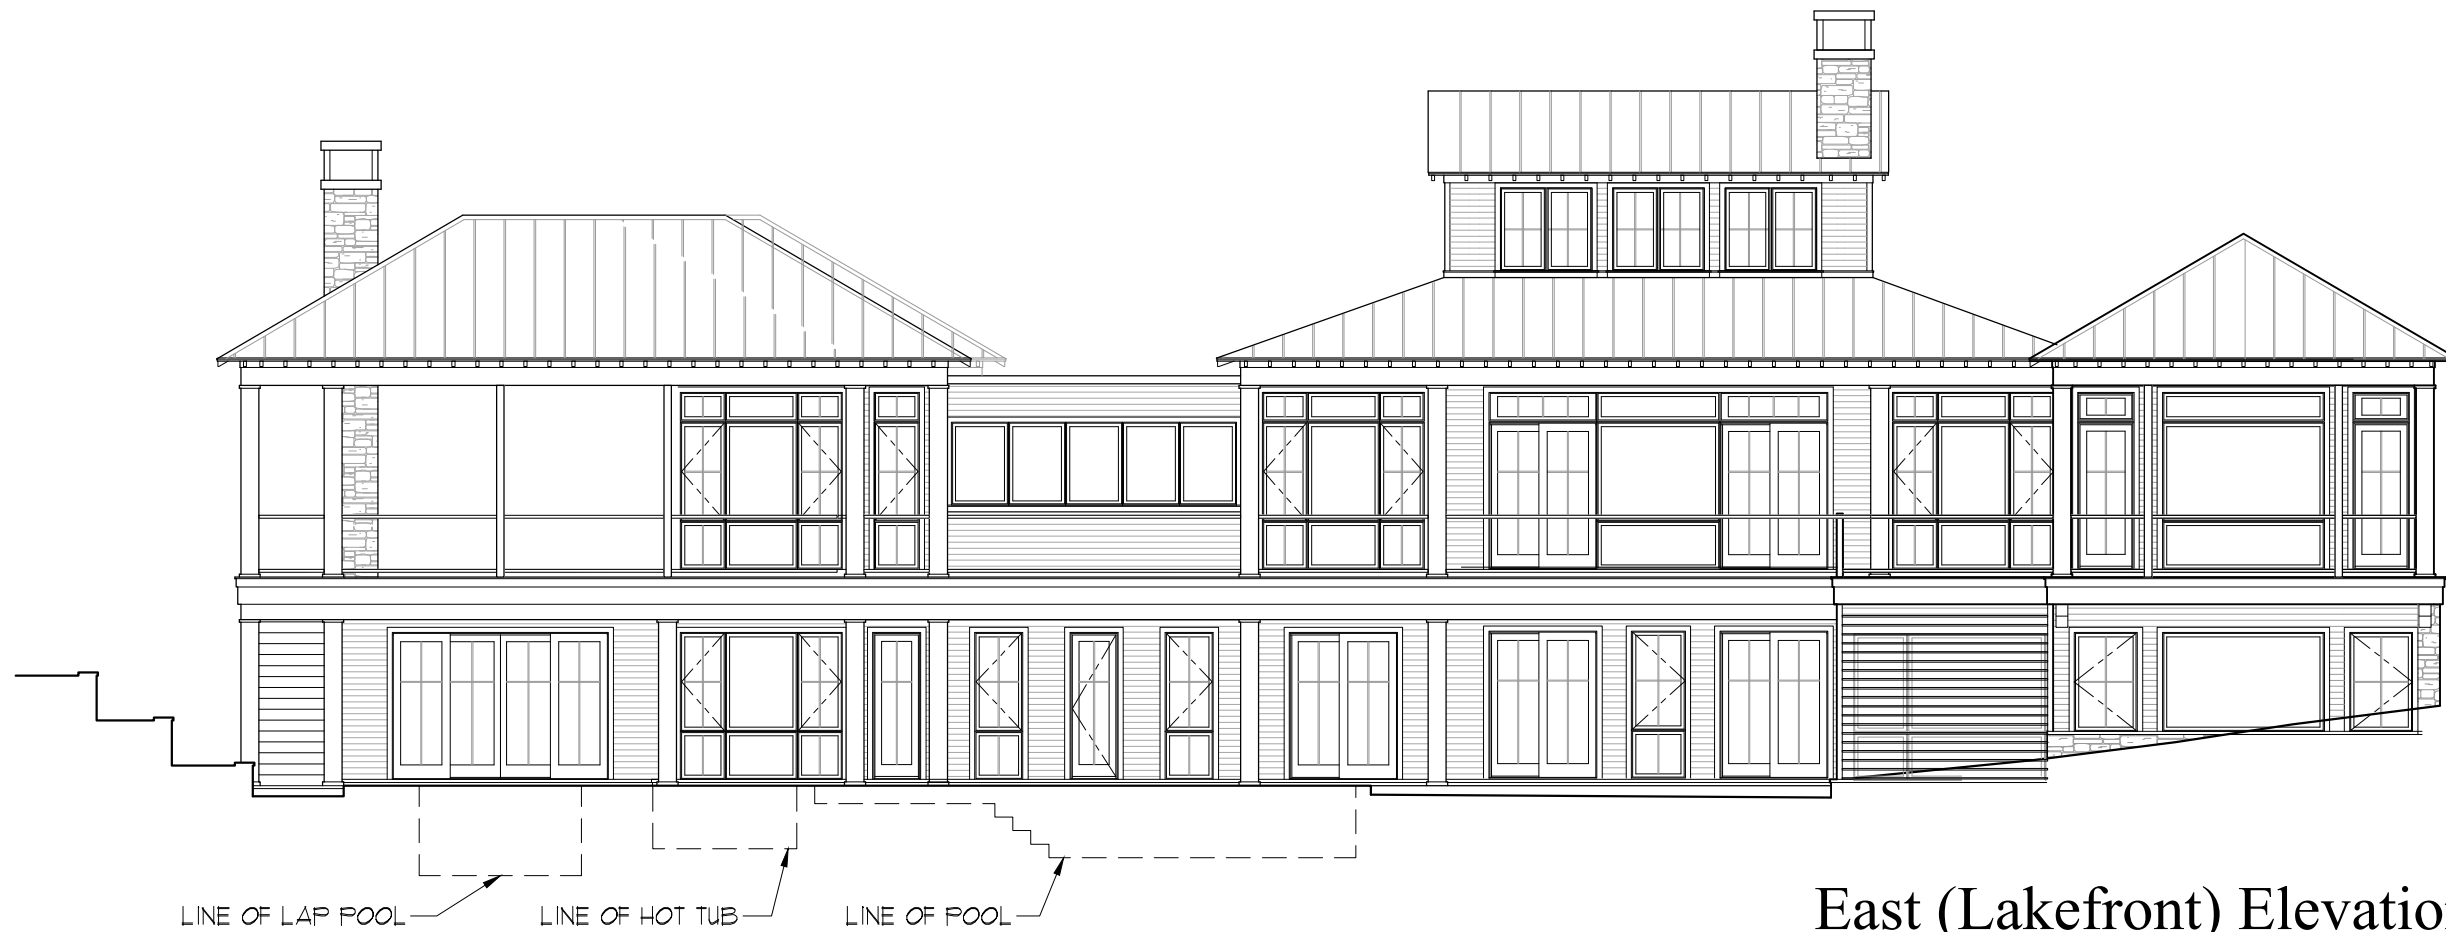 LINE OF LAP POOL
LINE OF HOT TUB
LINE OF POOL
East (Lakefront) Elevatio